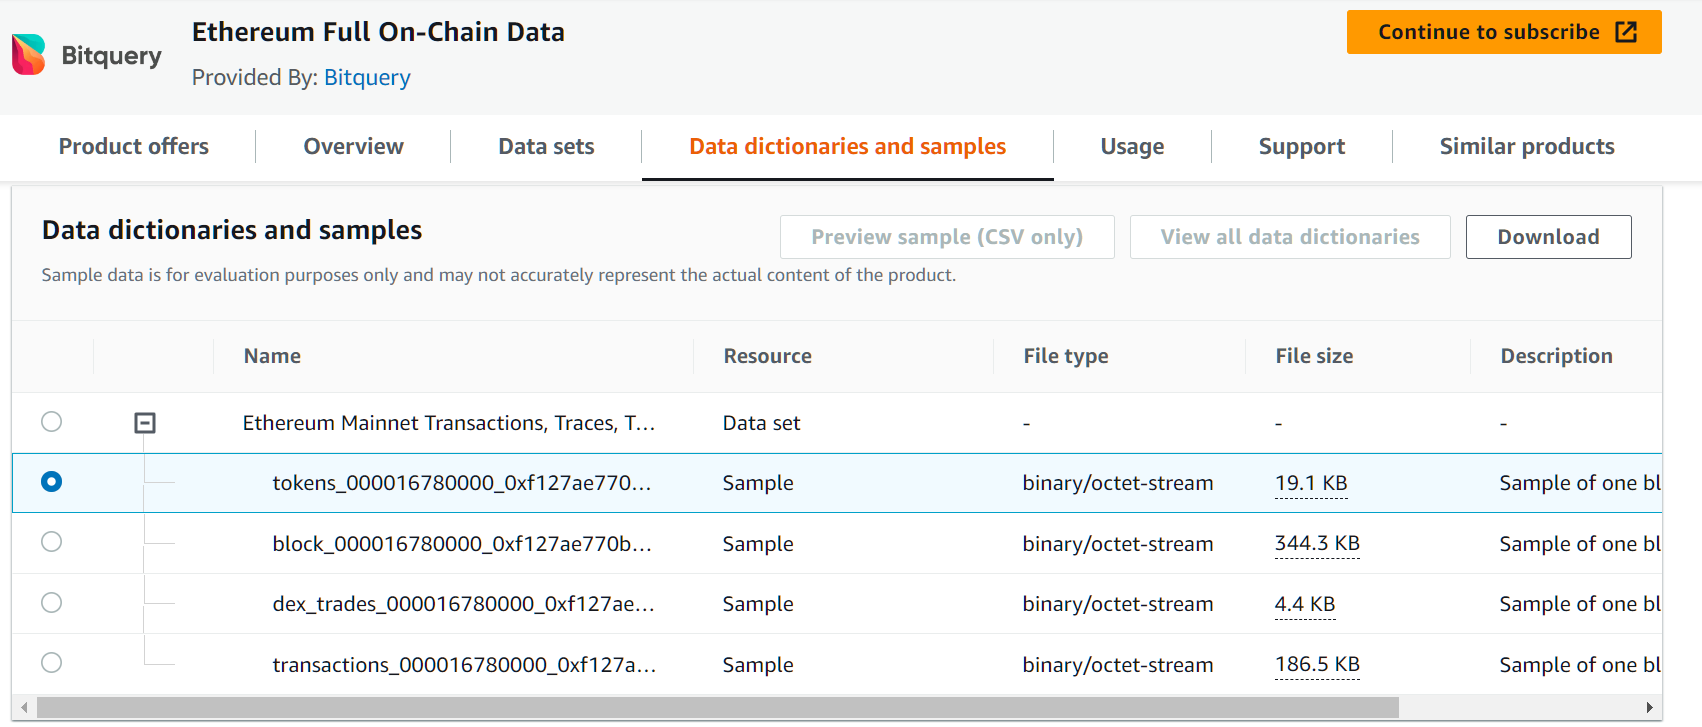 Bitquery
Ethereum Full On-Chain Data
Provided By: Bitquery
Continue to subscribe
Product offers
Overview
Data sets
Data dictionaries and samples
Usage
Support
Similar products
Data dictionaries and samples
Preview sample (CSV only)
View all data dictionaries
Download
Sample data is for evaluation purposes only and may not accurately represent the actual content of the product.
Name Resource File type File size Description
Ethereum Mainnet Transactions, Traces, T... Data set - - -
tokens_000016780000_0xf127ae770... Sample binary/octet-stream 19.1 KB Sample of one bl
block_000016780000_0xf127ae770b... Sample binary/octet-stream 344.3 KB Sample of one bl
dex_trades_000016780000_0xf127ae... Sample binary/octet-stream 4.4 KB Sample of one bl
transactions_000016780000_0xf127a... Sample binary/octet-stream 186.5 KB Sample of one bl